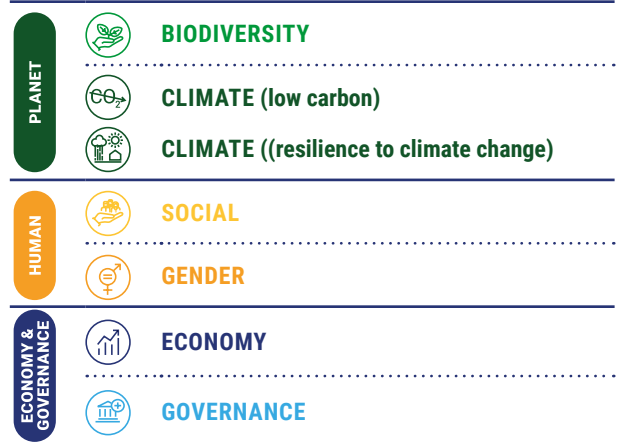 PLANET
BIODIVERSITY
CO2
CLIMATE (low carbon)
CLIMATE ((resilience to climate change)
HUMAN
SOCIAL
GENDER
ECONOMY &
GOVERNANCE
ECONOMY
GOVERNANCE